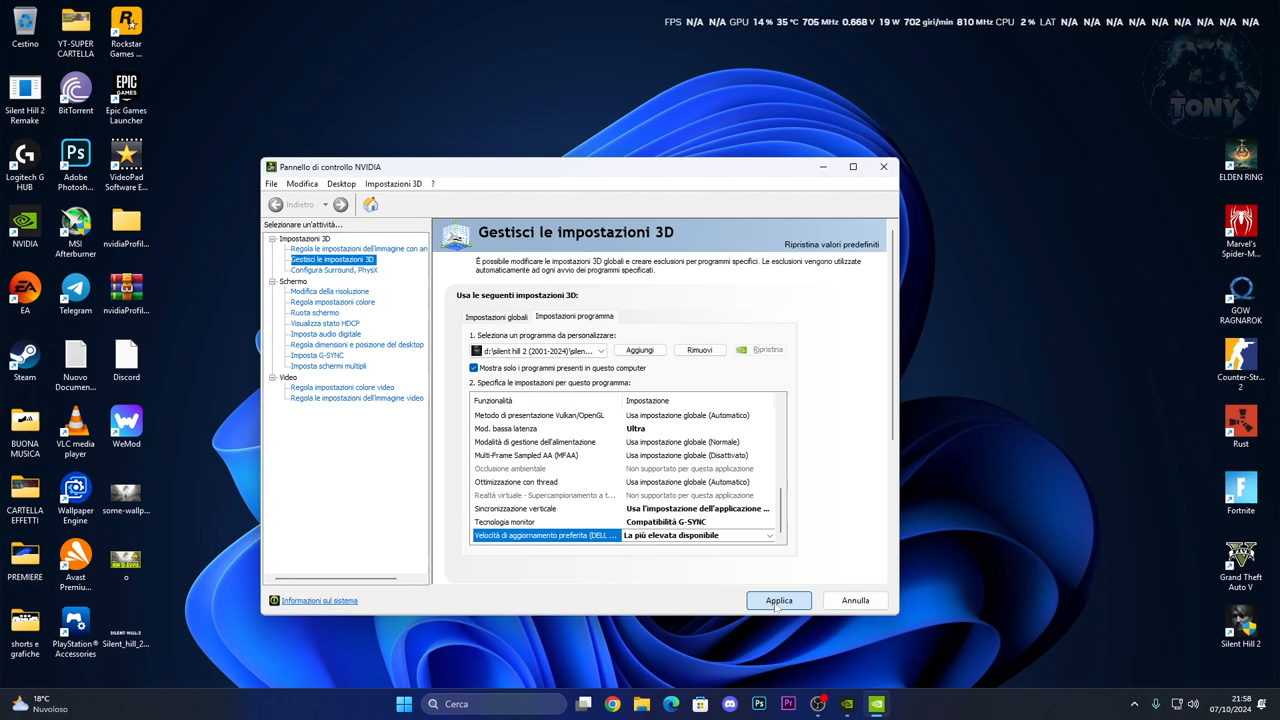 FPS N/A N/A GPU 14 % 35 °C 705 MHz 0.668 V 19 W 702 giri/min 810 MHz CPU 2 % LAT N/A N/A N/A N/A N/A N/A N/A
TONY
Cestino
YT-SUPER CARTELLA
Rockstar Games ...
Silent Hill 2 Remake
BitTorrent
Epic Games Launcher
Logitech G HUB
Adobe Photosh...
VideoPad Software E...
NVIDIA
MSI Afterburner
nvidiaProfil...
EA
Telegram
nvidiaProfil...
Steam
Nuovo Documen...
Discord
BUONA MUSICA
VLC media player
WeMod
CARTELLA EFFETTI
Wallpaper Engine
some-wallp...
PREMIERE
Avast Premiu...
o
shorts e grafiche
PlayStation® Accessories
Silent_hill_2...
Pannello di controllo NVIDIA
File Modifica Desktop Impostazioni 3D ?
Indietro
Selezionare un'attività...
Impostazioni 3D
Regola le impostazioni dell'immagine con an
Gestisci le impostazioni 3D
Configura Surround, PhysX
Schermo
Modifica della risoluzione
Regola impostazioni colore
Ruota schermo
Visualizza stato HDCP
Imposta audio digitale
Regola dimensioni e posizione del desktop
Imposta G-SYNC
Imposta schermi multipli
Video
Regola impostazioni colore video
Regola le impostazioni dell'immagine video
Informazioni sul sistema
Gestisci le impostazioni 3D
Ripristina valori predefiniti
È possibile modificare le impostazioni 3D globali e creare esclusioni per programmi specifici. Le esclusioni vengono utilizzate
automaticamente ad ogni avvio dei programmi specificati.
Usa le seguenti impostazioni 3D:
Impostazioni globali Impostazioni programma
1. Seleziona un programma da personalizzare:
d:\silent hill 2 (2001-2024)\silen... Aggiungi Rimuovi Ripristina
Mostra solo i programmi presenti in questo computer
2. Specifica le impostazioni per questo programma:
Funzionalità Impostazione
Metodo di presentazione Vulkan/OpenGL Usa impostazione globale (Automatico)
Mod. bassa latenza Ultra
Modalità di gestione dell'alimentazione Usa impostazione globale (Normale)
Multi-Frame Sampled AA (MFAA) Usa impostazione globale (Disattivato)
Occlusione ambientale Non supportato per questa applicazione
Ottimizzazione con thread Usa impostazione globale (Automatico)
Realtà virtuale - Supercampionamento a t... Non supportato per questa applicazione
Sincronizzazione verticale Usa l'impostazione dell'applicazione ...
Tecnologia monitor Compatibilità G-SYNC
Velocità di aggiornamento preferita (DELL ... La più elevata disponibile
Applica Annulla
ELDEN RING
Marvel's Spider-M...
GOW RAGNAROK
Counter-Str... 2
Rust
Fortnite
Grand Theft Auto V
Silent Hill 2
18°C
Nuvoloso
Cerca
21:58
07/10/2024